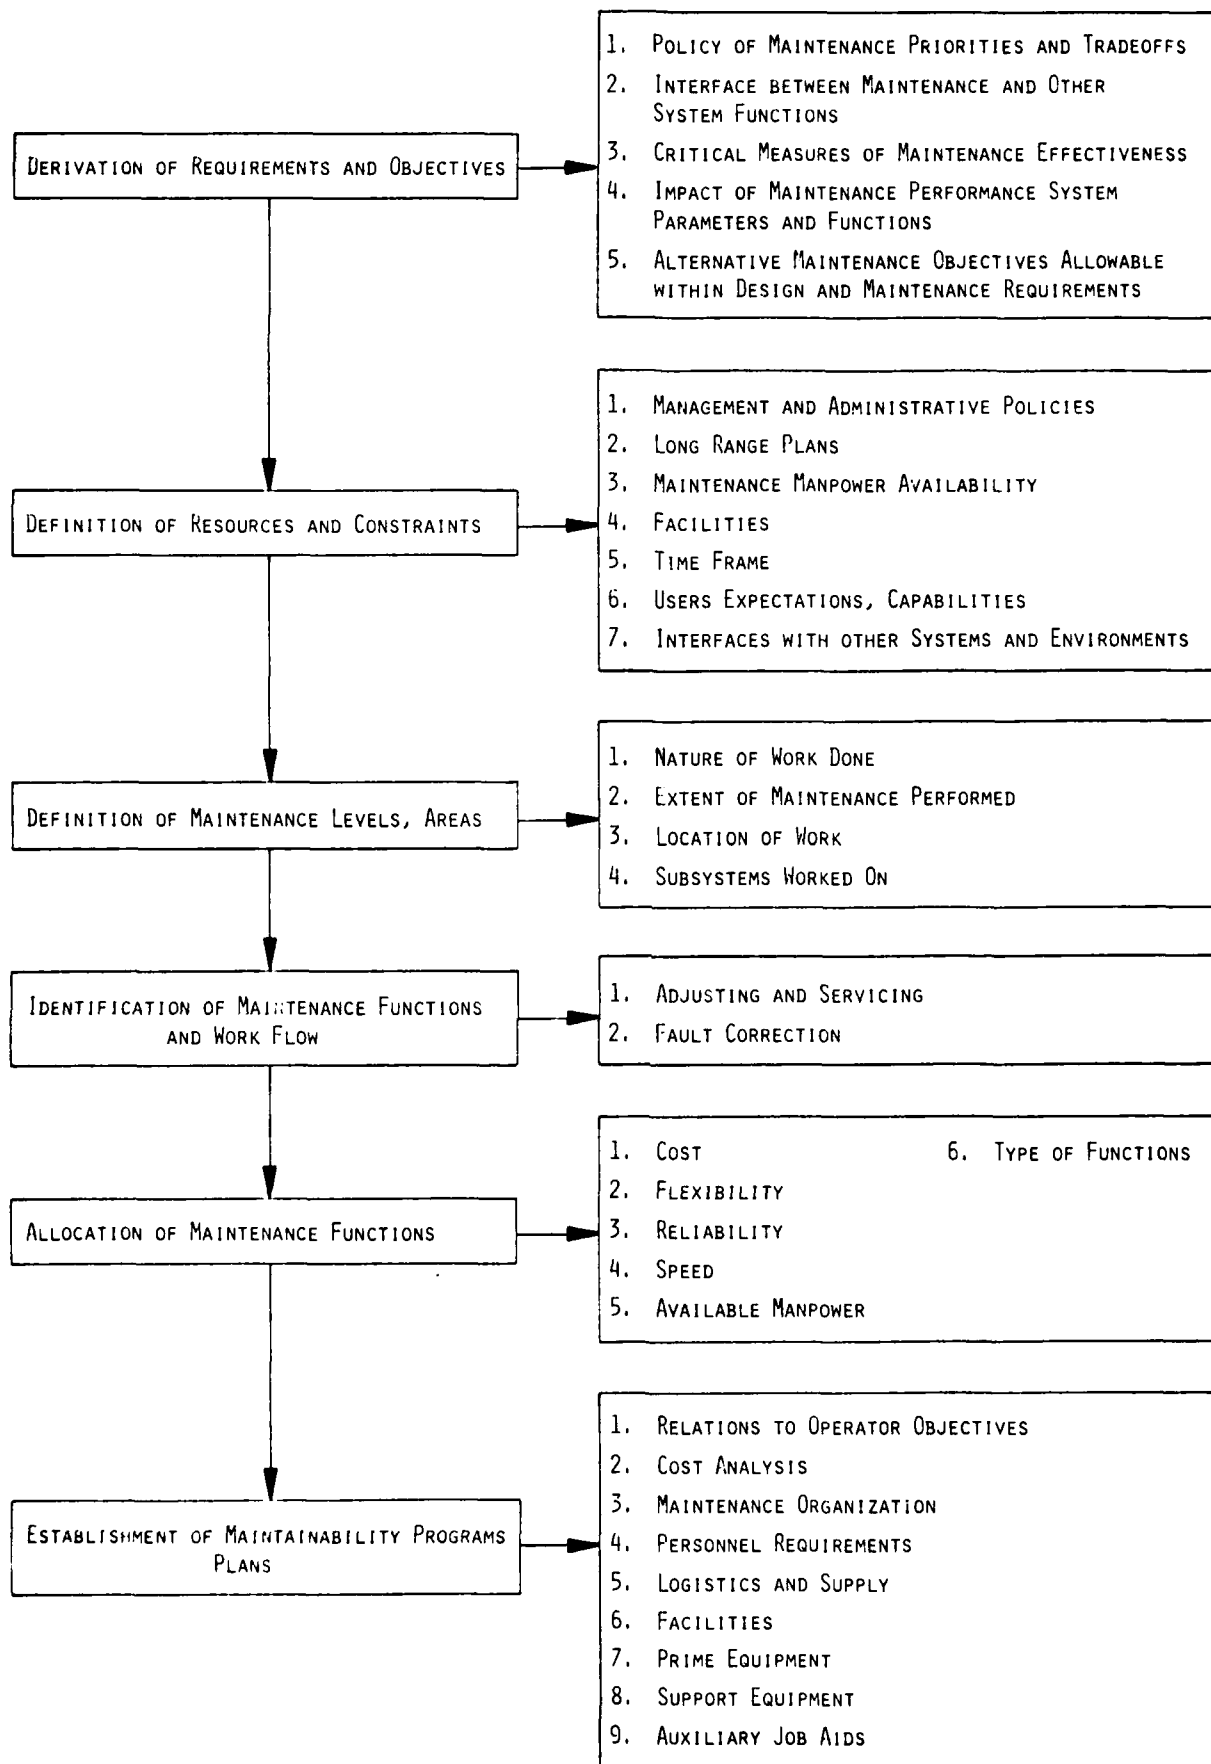 1. Policy of Maintenance Priorities and Tradeoffs
2. Interface between Maintenance and Other
System Functions
3. Critical Measures of Maintenance Effectiveness
4. Impact of Maintenance Performance System
Parameters and Functions
5. Alternative Maintenance Objectives Allowable
within Design and Maintenance Requirements
Derivation of Requirements and Objectives
1. Management and Administrative Policies
2. Long Range Plans
3. Maintenance Manpower Availability
4. Facilities
5. Time Frame
6. Users Expectations, Capabilities
7. Interfaces with other Systems and Environments
Definition of Resources and Constraints
1. Nature of Work Done
2. Extent of Maintenance Performed
3. Location of Work
4. Subsystems Worked On
Definition of Maintenance Levels, Areas
1. Adjusting and Servicing
2. Fault Correction
Identification of Maintenance Functions
and Work Flow
1. Cost
2. Flexibility
3. Reliability
4. Speed
5. Available Manpower
6. Type of Functions
Allocation of Maintenance Functions
1. Relations to Operator Objectives
2. Cost Analysis
3. Maintenance Organization
4. Personnel Requirements
5. Logistics and Supply
6. Facilities
7. Prime Equipment
8. Support Equipment
9. Auxiliary Job Aids
Establishment of Maintainability Programs
Plans